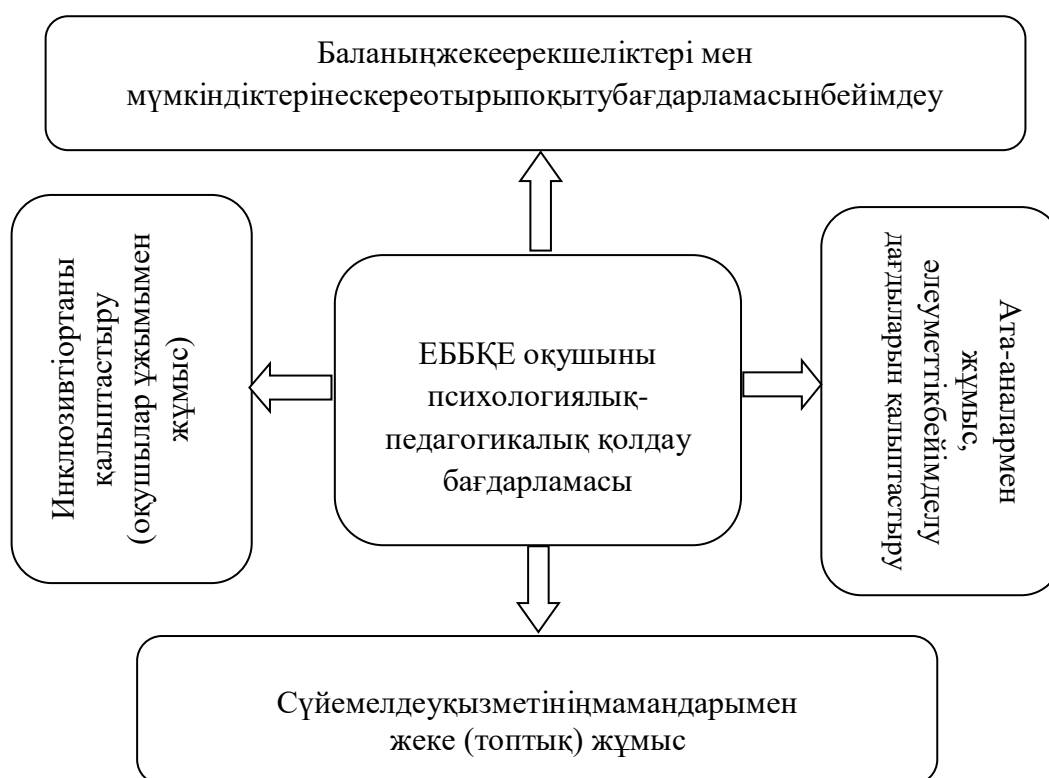 Баланыңжекеерекшеліктері мен
мүмкіндіктерінескереотырыпоқытубағдарламасынбейімдеу
Инклюзивтіортаны
қалыптастыру
(оқушылар ұжымымен
жұмыс)
ЕББҚЕ оқушыны
психологиялық-
педагогикалық қолдау
бағдарламасы
Ата-аналармен
жұмыс,
әлеуметтікбейімделу
дағдыларын қалыптастыру
Сүйемелдеуқызметініңмамандарымен
жеке (топтық) жұмыс